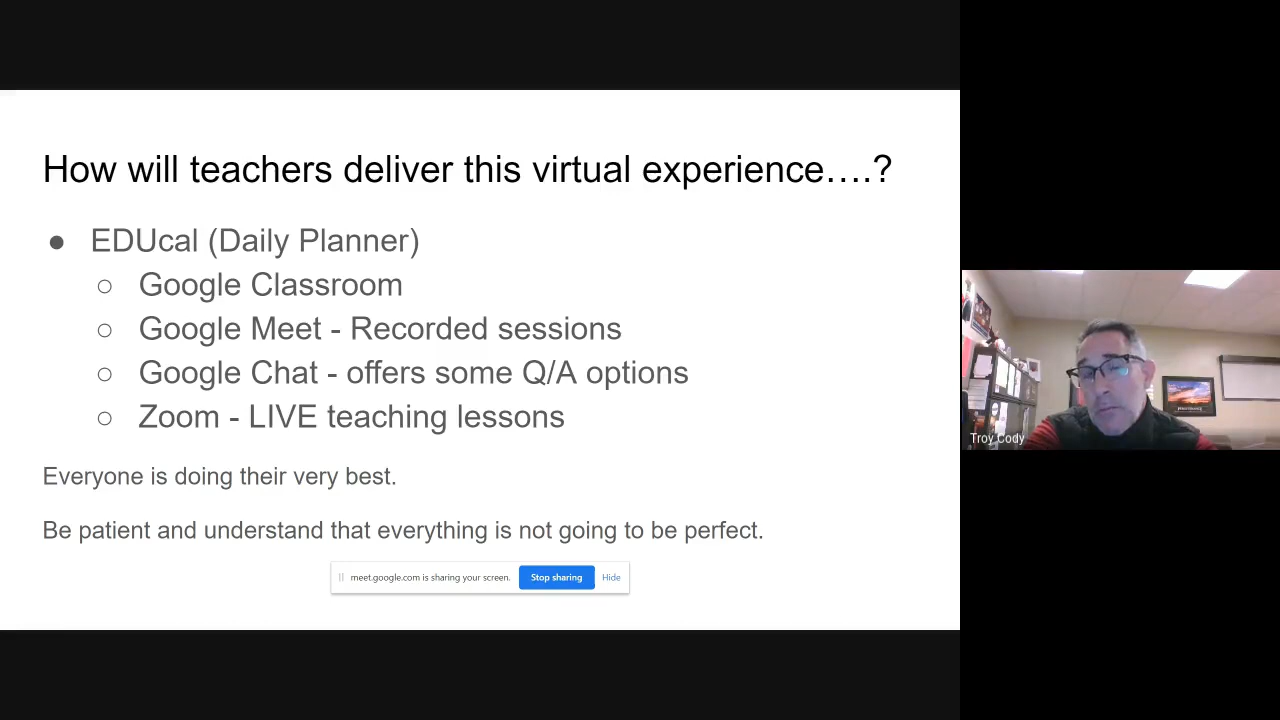 How will teachers deliver this virtual experience….?
● EDUcal (Daily Planner)
○ Google Classroom
○ Google Meet - Recorded sessions
○ Google Chat - offers some Q/A options
○ Zoom - LIVE teaching lessons
Everyone is doing their very best.
Be patient and understand that everything is not going to be perfect.
meet.google.com is sharing your screen. Stop sharing Hide
Troy Cody